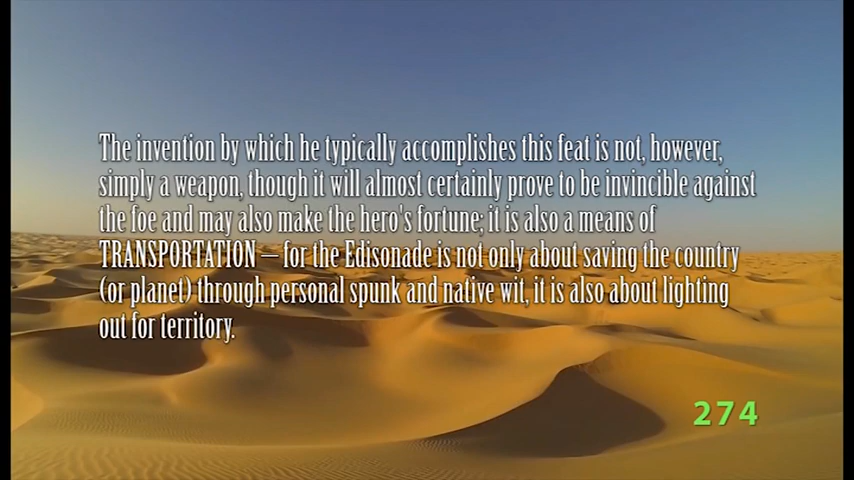 The invention by which he typically accomplishes this feat is not, however,
simply a weapon, though it will almost certainly prove to be invincible against
the foe and may also make the hero's fortune; it is also a means of
TRANSPORTATION – for the Edisonade is not only about saving the country
(or planet) through personal spunk and native wit, it is also about lighting
out for territory.
274